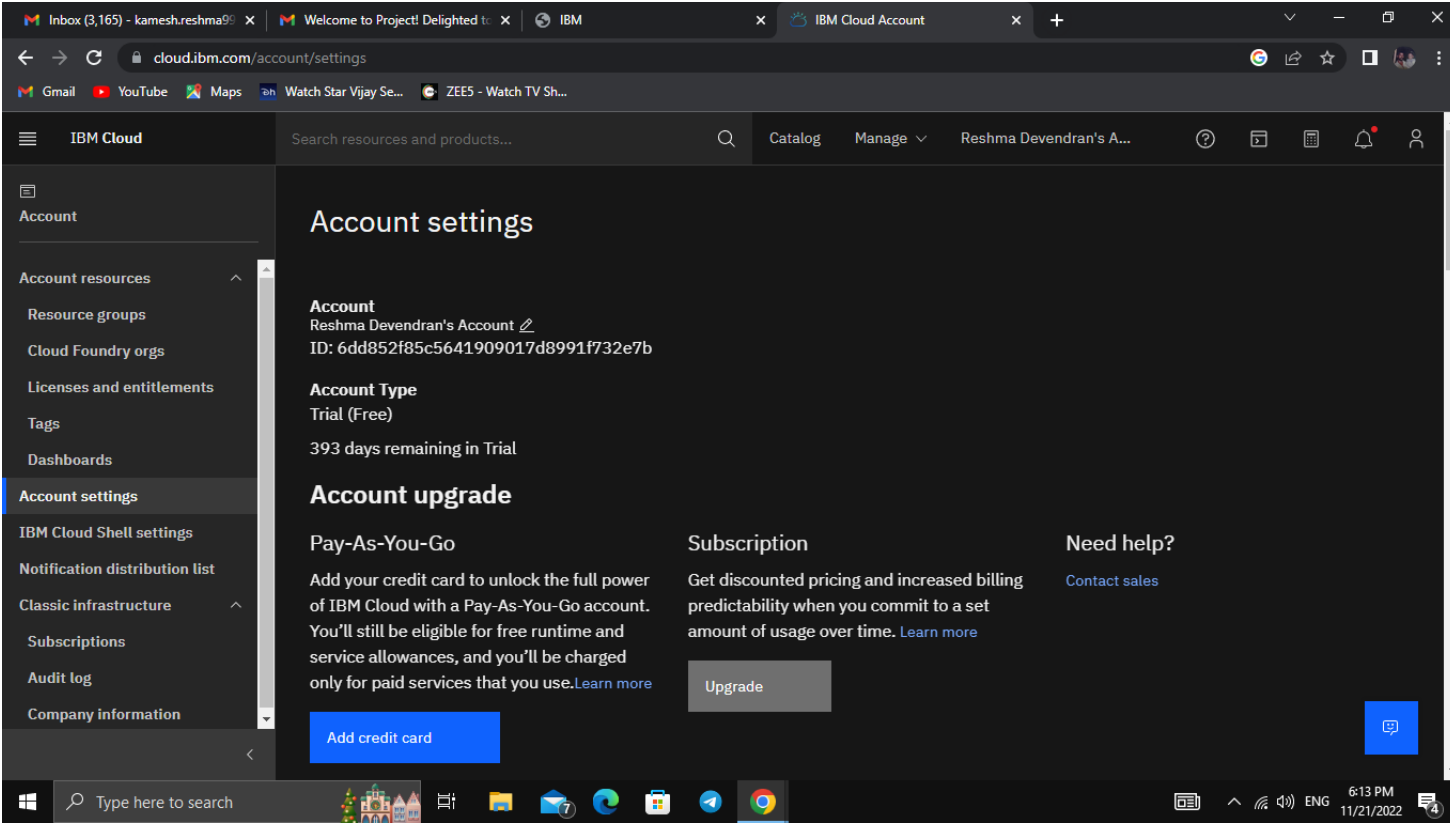 Inbox (3,165) - kamesh.reshma99
Welcome to Project! Delighted to
IBM
IBM Cloud Account
cloud.ibm.com/account/settings
Gmail
YouTube
Maps
Watch Star Vijay Se...
ZEE5 - Watch TV Sh...
IBM Cloud
Search resources and products...
Catalog
Manage
Reshma Devendran's A...
Account
Account resources
Resource groups
Cloud Foundry orgs
Licenses and entitlements
Tags
Dashboards
Account settings
IBM Cloud Shell settings
Notification distribution list
Classic infrastructure
Subscriptions
Audit log
Company information
Account settings
Account
Reshma Devendran's Account
ID: 6dd852f85c5641909017d8991f732e7b
Account Type
Trial (Free)
393 days remaining in Trial
Account upgrade
Pay-As-You-Go
Add your credit card to unlock the full power
of IBM Cloud with a Pay-As-You-Go account.
You'll still be eligible for free runtime and
service allowances, and you'll be charged
only for paid services that you use.Learn more
Add credit card
Subscription
Get discounted pricing and increased billing
predictability when you commit to a set
amount of usage over time. Learn more
Upgrade
Need help?
Contact sales
Type here to search
7
ENG
6:13 PM
11/21/2022
4